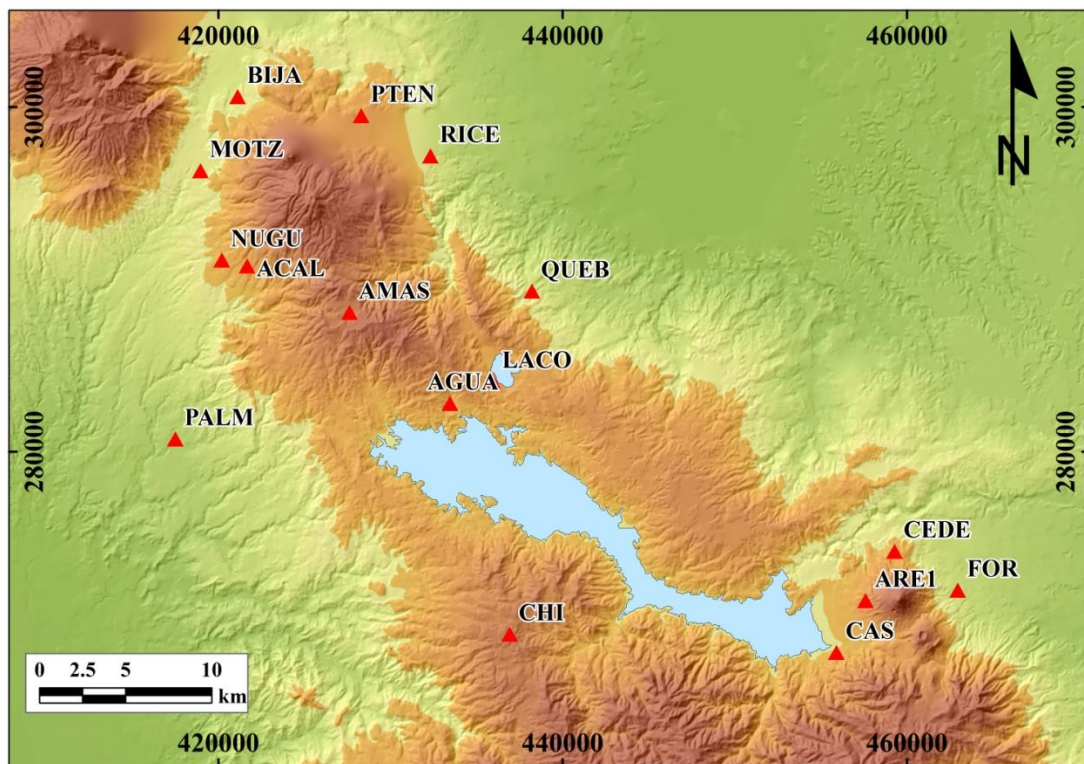 420000
440000
460000
BIJA
PTEN
300000
300000
RICE
MOTZ
N
NUGU
ACAL
QUEB
AMAS
LACO
AGUA
PALM
280000
280000
CEDE
ARE1
FOR
CHI
CAS
0 2.5 5 10
km
420000
440000
460000